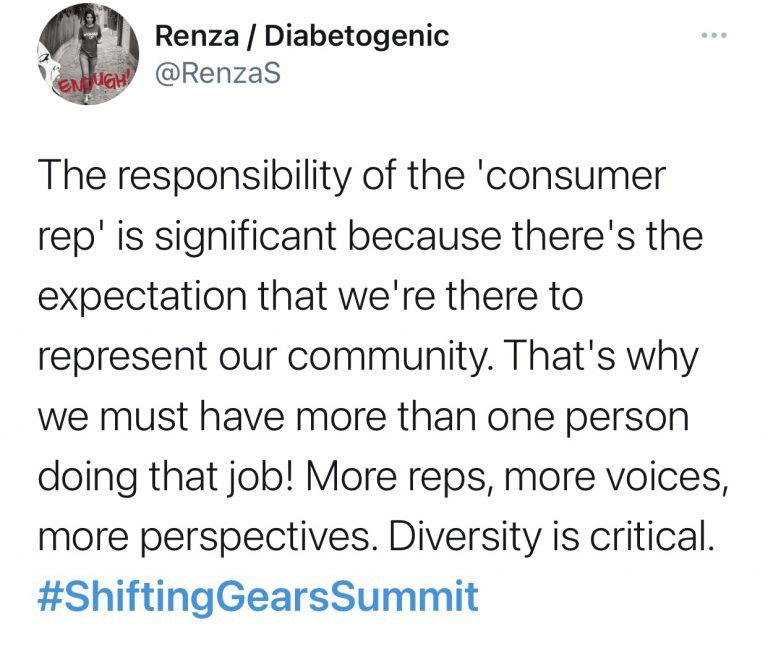 Renza / Diabetogenic
@RenzaS
ENOUGH!
The responsibility of the 'consumer
rep' is significant because there's the
expectation that we're there to
represent our community. That's why
we must have more than one person
doing that job! More reps, more voices,
more perspectives. Diversity is critical.
#ShiftingGearsSummit